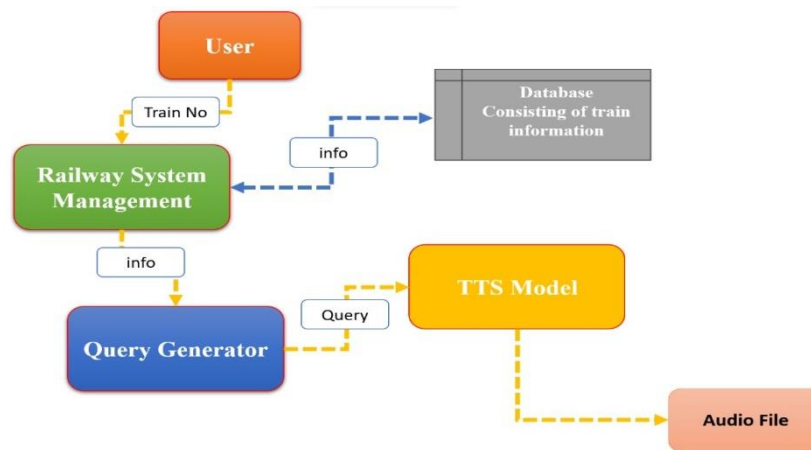 User
Train No
Database
Consisting of train
information
info
Railway System
Management
info
TTS Model
Query
Query Generator
Audio File